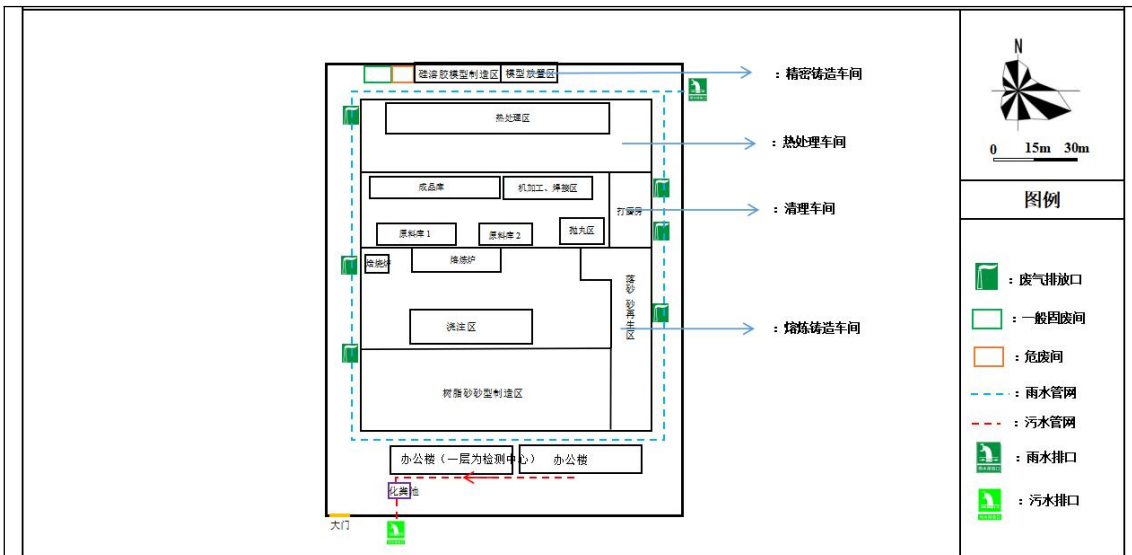 硅溶胶模型制造区
模型放置区
：精密铸造车间
热处理区
：热处理车间
成品库
机加工、焊接区
打磨房
：清理车间
原料库1
原料库2
抛丸区
焙烧炉
熔炼炉
落砂 砂再生区
浇注区
：熔炼铸造车间
树脂砂砂型制造区
办公楼（一层为检测中心）
办公楼
化粪池
大门
N
0 15m 30m
图例
：废气排放口
：一般固废间
：危废间
：雨水管网
：污水管网
：雨水排口
：污水排口